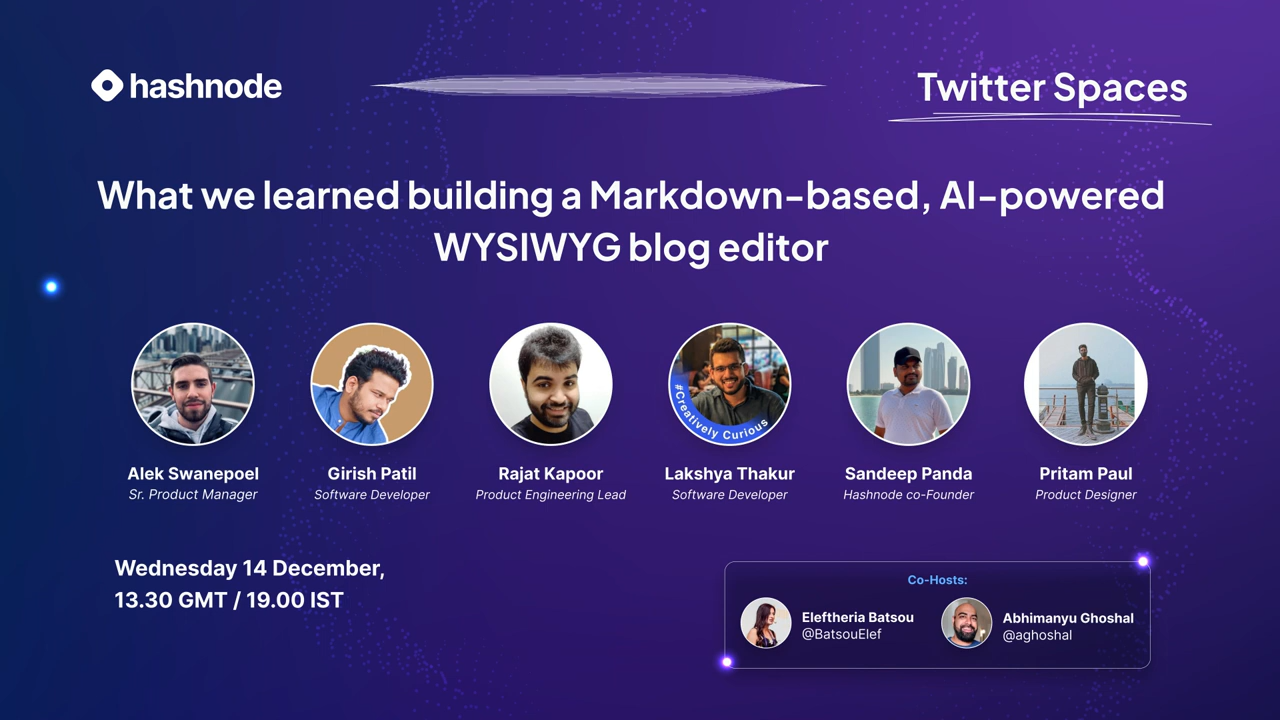 hashnode
Twitter Spaces
What we learned building a Markdown-based, AI-powered
WYSIWYG blog editor
#Creatively Curious
Alek Swanepoel
Sr. Product Manager
Girish Patil
Software Developer
Rajat Kapoor
Product Engineering Lead
Lakshya Thakur
Software Developer
Sandeep Panda
Hashnode co-Founder
Pritam Paul
Product Designer
Wednesday 14 December,
13.30 GMT / 19.00 IST
Co-Hosts:
Eleftheria Batsou
@BatsouElef
Abhimanyu Ghoshal
@aghoshal